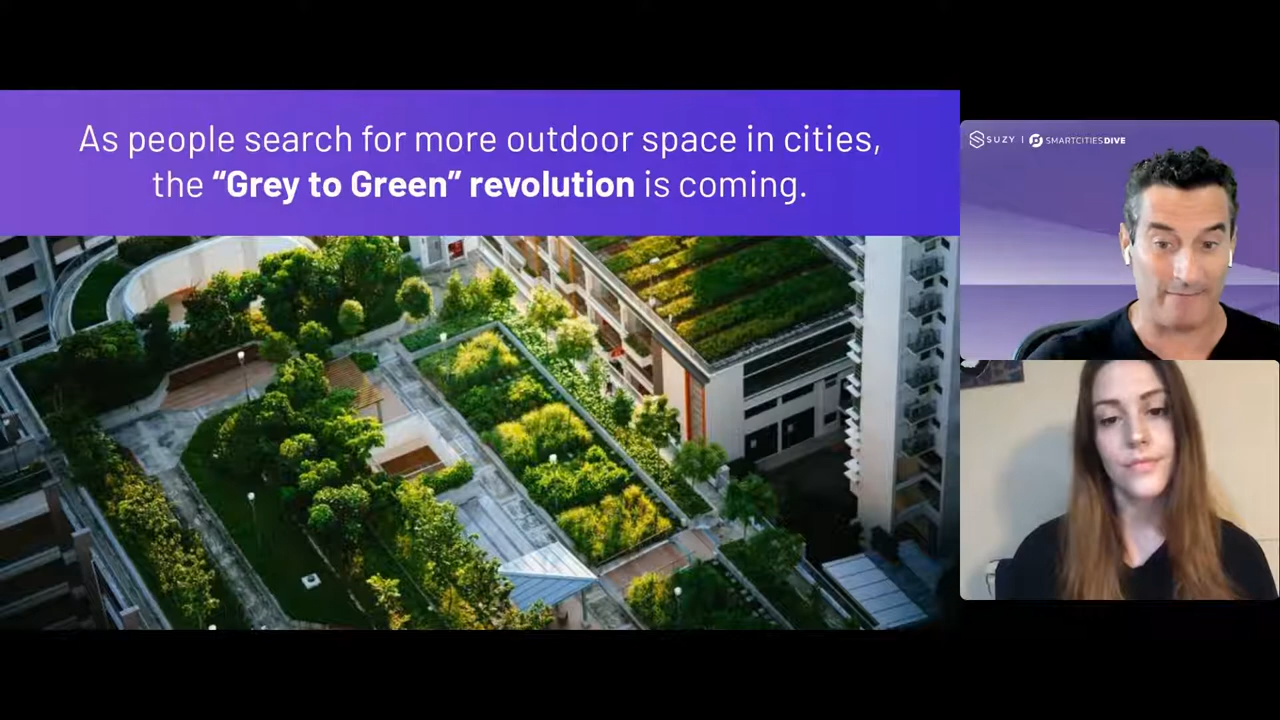 As people search for more outdoor space in cities,
the “Grey to Green” revolution is coming.
SUZY | SMARTCITIESDIVE